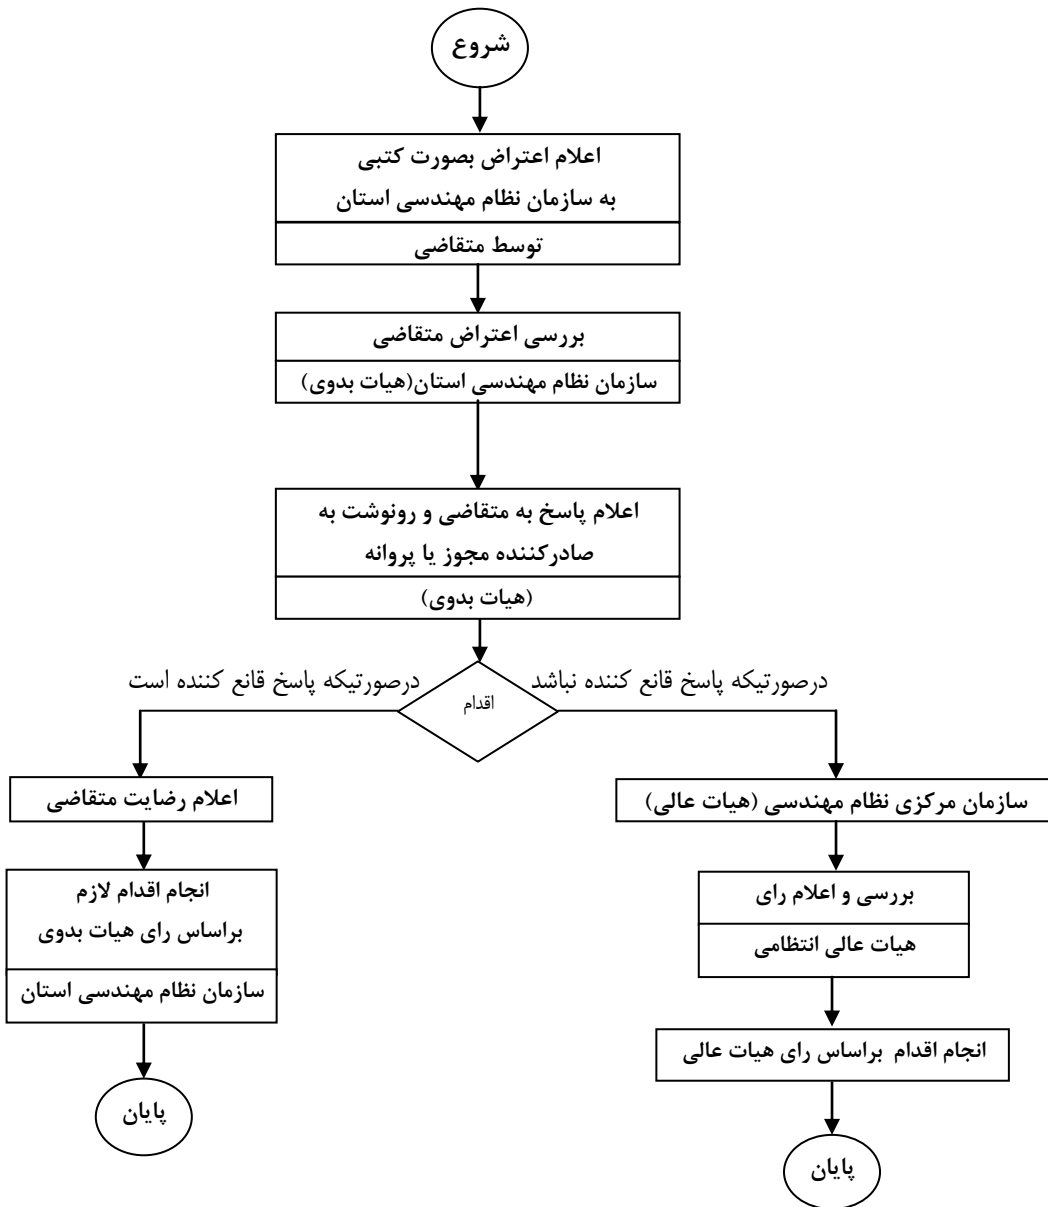 شروع
اعلام اعتراض بصورت کتبی
به سازمان نظام مهندسی استان
توسط متقاضی
بررسی اعتراض متقاضی
سازمان نظام مهندسی استان(هیات بدوی)
اعلام پاسخ به متقاضی و رونوشت به
صادرکننده مجوز یا پروانه
(هیات بدوی)
درصورتیکه پاسخ قانع کننده نباشد
اقدام
درصورتیکه پاسخ قانع کننده است
سازمان مرکزی نظام مهندسی (هیات عالی)
بررسی و اعلام رای
هیات عالی انتظامی
انجام اقدام براساس رای هیات عالی
پایان
اعلام رضایت متقاضی
انجام اقدام لازم
براساس رای هیات بدوی
سازمان نظام مهندسی استان
پایان